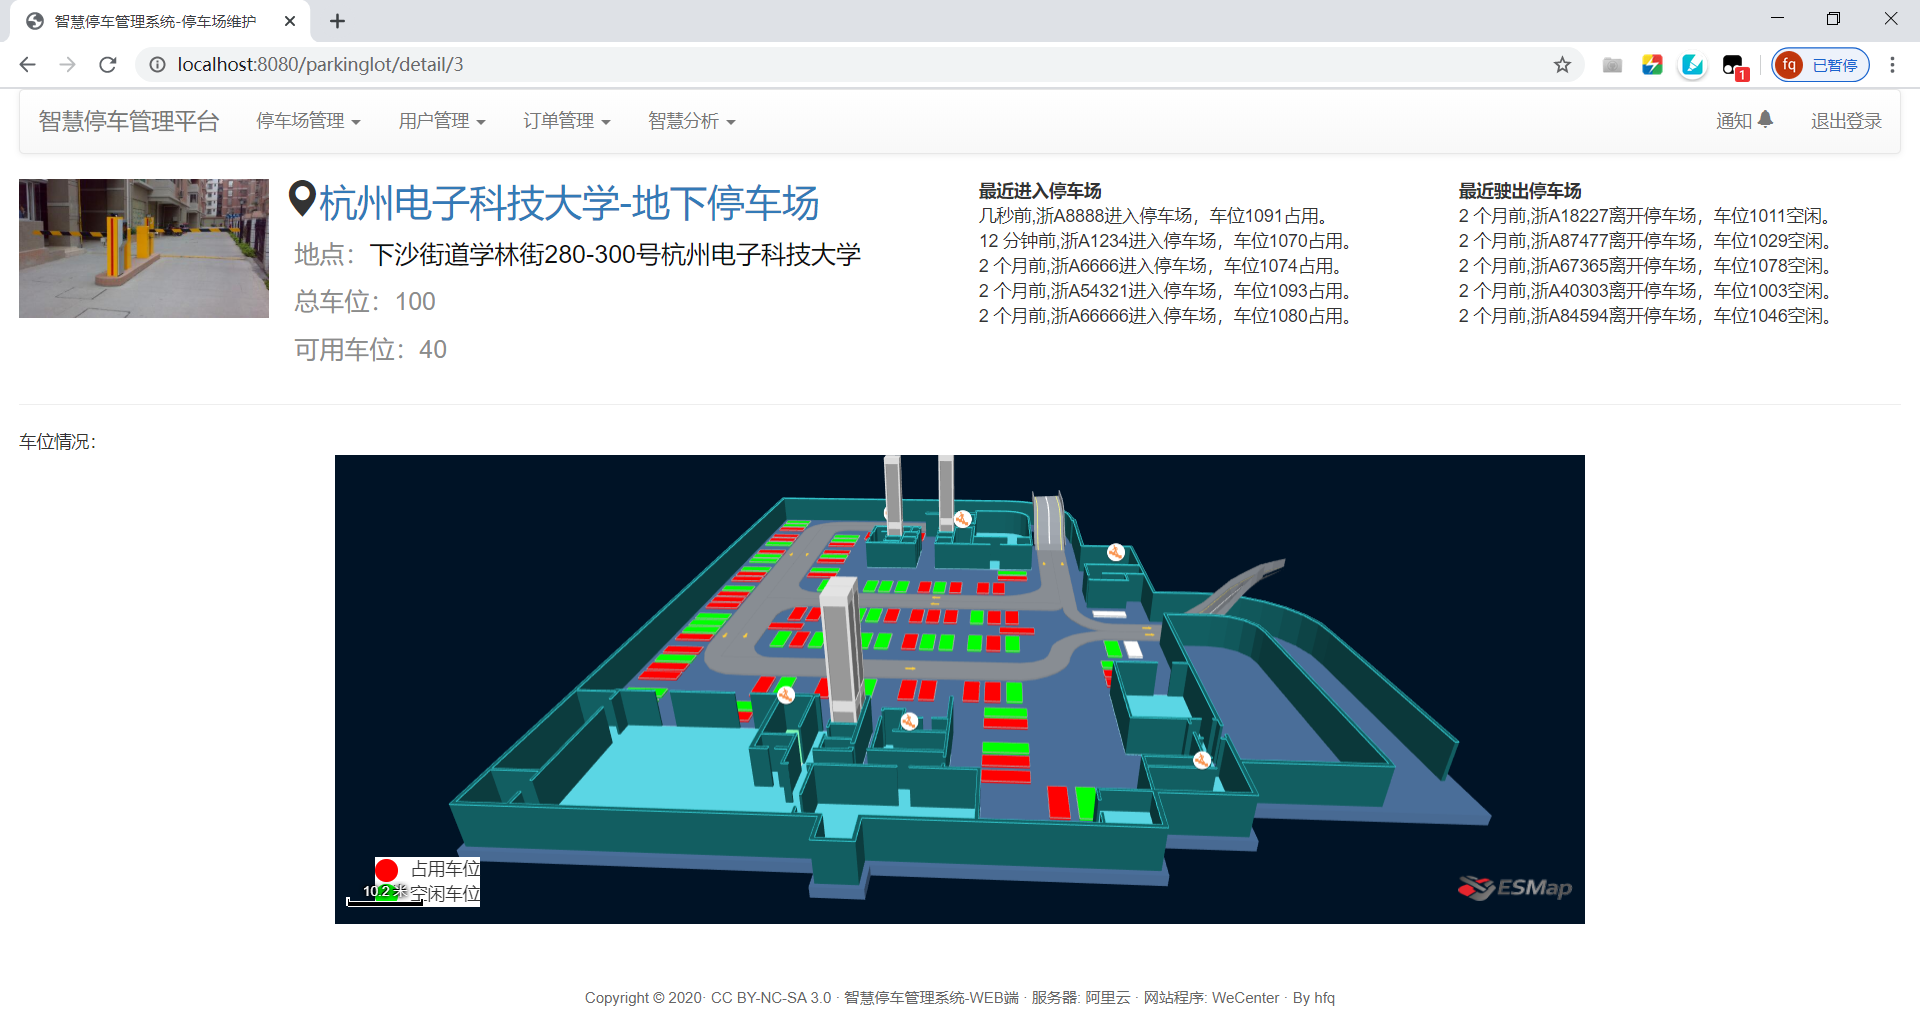 智慧停车管理系统-停车场维护
localhost:8080/parkinglot/detail/3
1
fq 已暂停
智慧停车管理平台 停车场管理 用户管理 订单管理 智慧分析 通知 退出登录
杭州电子科技大学-地下停车场
地点：下沙街道学林街280-300号杭州电子科技大学
总车位：100
可用车位：40
最近进入停车场
几秒前,浙A8888进入停车场，车位1091占用。
12 分钟前,浙A1234进入停车场，车位1070占用。
2 个月前,浙A6666进入停车场，车位1074占用。
2 个月前,浙A54321进入停车场，车位1093占用。
2 个月前,浙A66666进入停车场，车位1080占用。
最近驶出停车场
2 个月前,浙A18227离开停车场，车位1011空闲。
2 个月前,浙A87477离开停车场，车位1029空闲。
2 个月前,浙A67365离开停车场，车位1078空闲。
2 个月前,浙A40303离开停车场，车位1003空闲。
2 个月前,浙A84594离开停车场，车位1046空闲。
车位情况：
占用车位
空闲车位
10.2 米
ESMap
Copyright © 2020· CC BY-NC-SA 3.0 · 智慧停车管理系统-WEB端 · 服务器: 阿里云 · 网站程序: WeCenter · By hfq